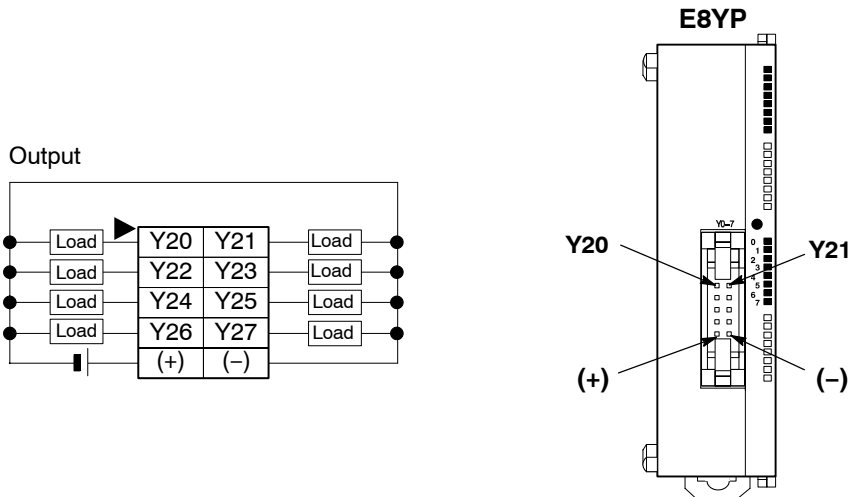 E8YP
Output
Load Y20 Y21 Load
Load Y22 Y23 Load
Load Y24 Y25 Load
Load Y26 Y27 Load
(+) (−)
Y0−7
0
1
2
3
4
5
6
7
Y20
Y21
(+)
(−)